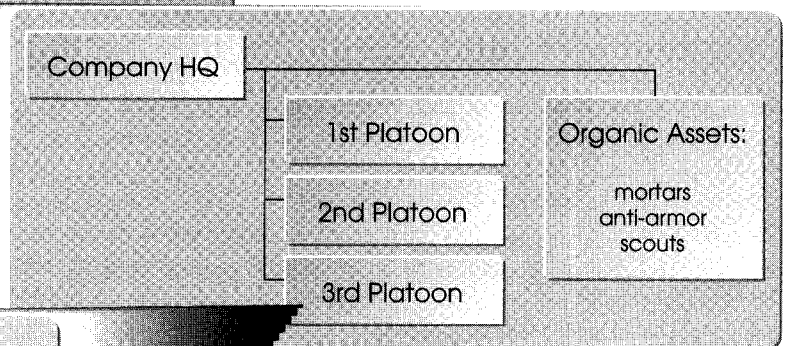 Company HQ
1st Platoon
2nd Platoon
3rd Platoon
Organic Assets:
mortars
anti-armor
scouts